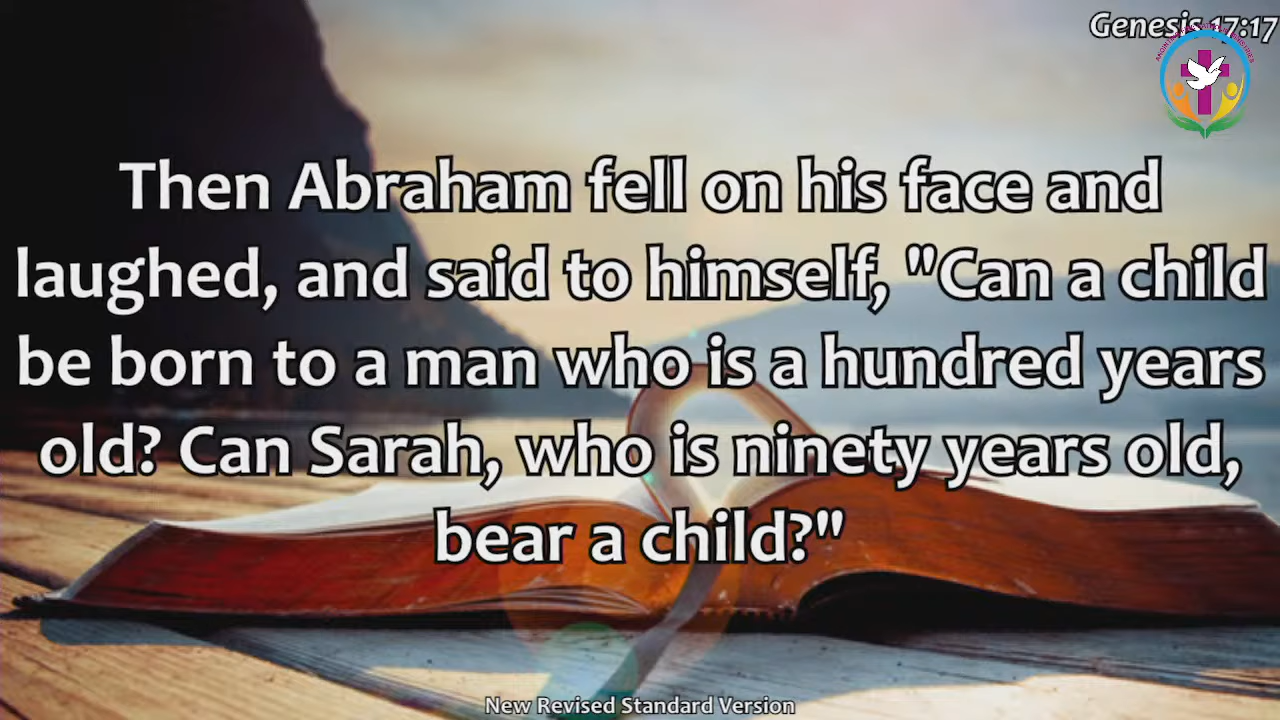 Genesis 17:17
Then Abraham fell on his face and
laughed, and said to himself, "Can a child
be born to a man who is a hundred years
old? Can Sarah, who is ninety years old,
bear a child?"
New Revised Standard Version